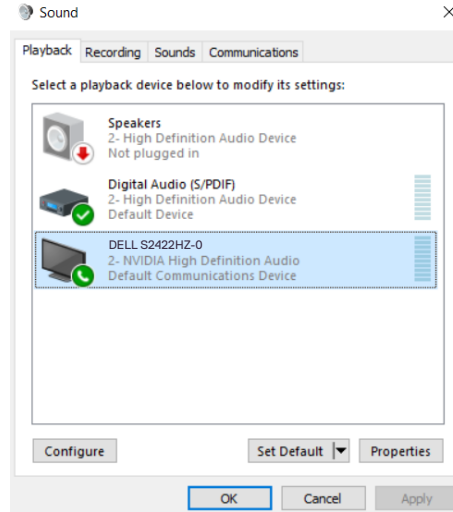 Sound
Playback Recording Sounds Communications
Select a playback device below to modify its settings:
Speakers
2- High Definition Audio Device
Not plugged in
Digital Audio (S/PDIF)
2- High Definition Audio Device
Default Device
DELL S2422HZ-0
2- NVIDIA High Definition Audio
Default Communications Device
Configure Set Default Properties
OK Cancel Apply